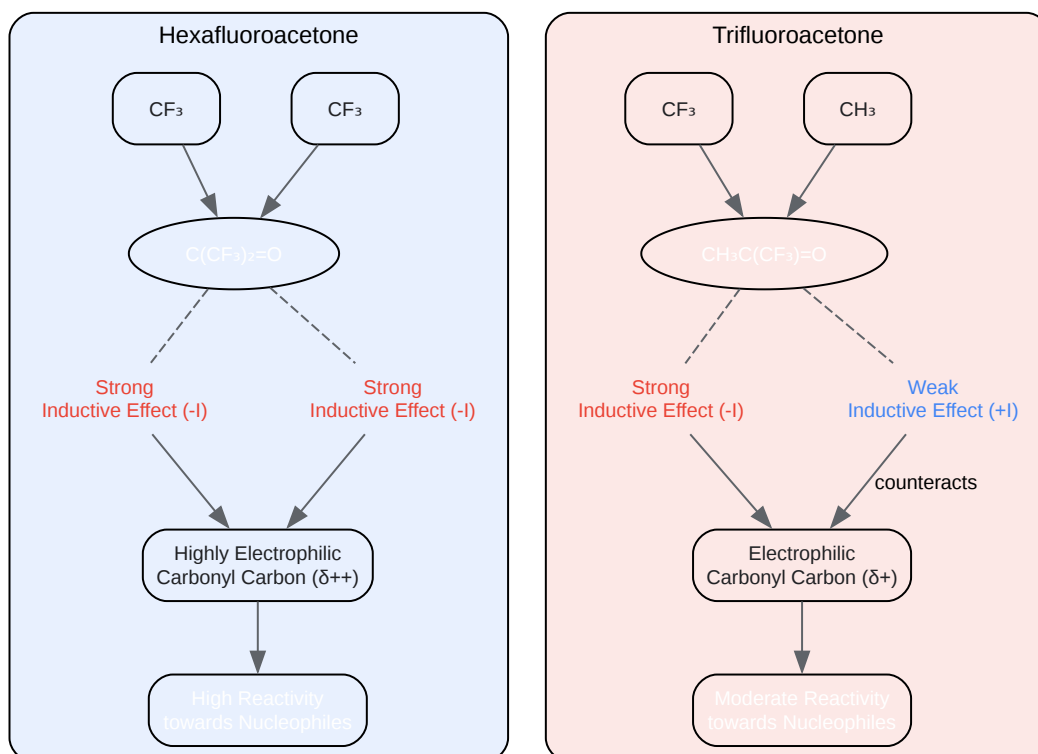 Hexafluoroacetone
CF₃
CF₃
C(CF₃)₂=O
Strong
Inductive Effect (-I)
Strong
Inductive Effect (-I)
Highly Electrophilic
Carbonyl Carbon (δ++)
High Reactivity
towards Nucleophiles
Trifluoroacetone
CF₃
CH₃
CH₃C(CF₃)=O
Strong
Inductive Effect (-I)
Weak
Inductive Effect (+I)
counteracts
Electrophilic
Carbonyl Carbon (δ+)
Moderate Reactivity
towards Nucleophiles